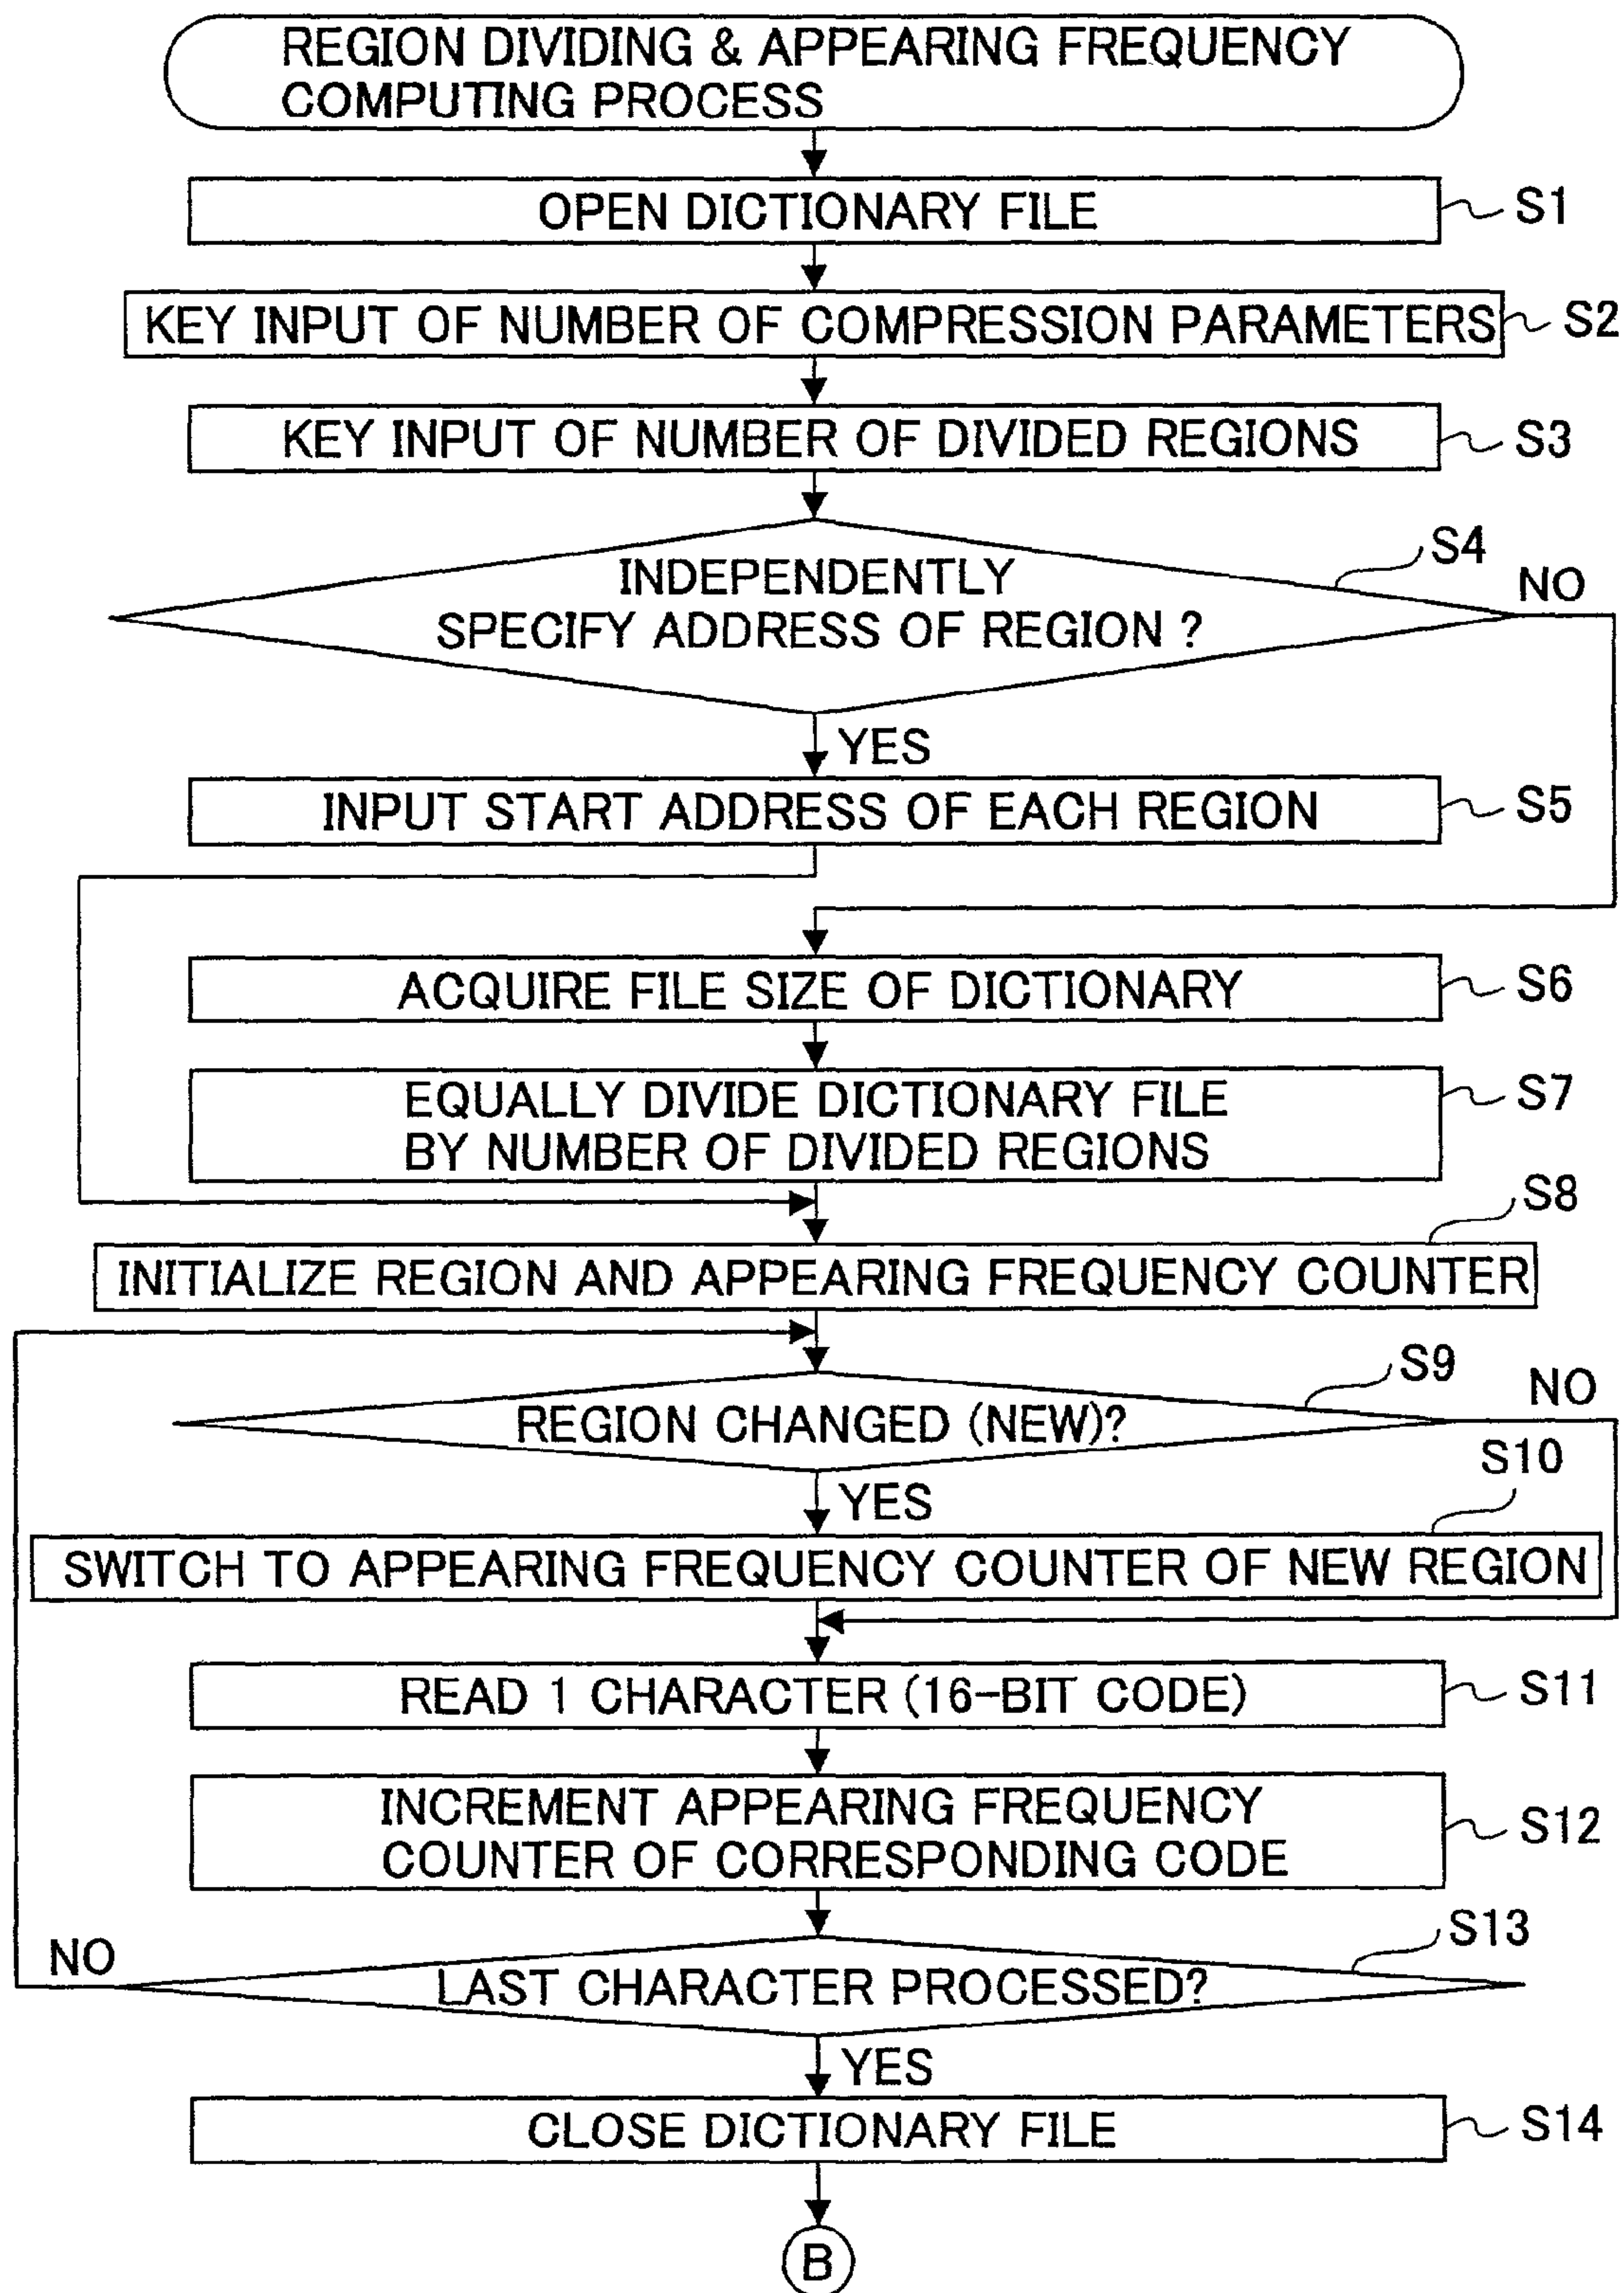 REGION DIVIDING & APPEARING FREQUENCY
COMPUTING PROCESS
OPEN DICTIONARY FILE
S1
KEY INPUT OF NUMBER OF COMPRESSION PARAMETERS
S2
KEY INPUT OF NUMBER OF DIVIDED REGIONS
S3
S4
INDEPENDENTLY
SPECIFY ADDRESS OF REGION ?
NO
YES
INPUT START ADDRESS OF EACH REGION
S5
ACQUIRE FILE SIZE OF DICTIONARY
S6
EQUALLY DIVIDE DICTIONARY FILE
BY NUMBER OF DIVIDED REGIONS
S7
S8
INITIALIZE REGION AND APPEARING FREQUENCY COUNTER
S9
REGION CHANGED (NEW)?
NO
YES
S10
SWITCH TO APPEARING FREQUENCY COUNTER OF NEW REGION
READ 1 CHARACTER (16-BIT CODE)
S11
INCREMENT APPEARING FREQUENCY
COUNTER OF CORRESPONDING CODE
S12
S13
NO
LAST CHARACTER PROCESSED?
YES
CLOSE DICTIONARY FILE
S14
B